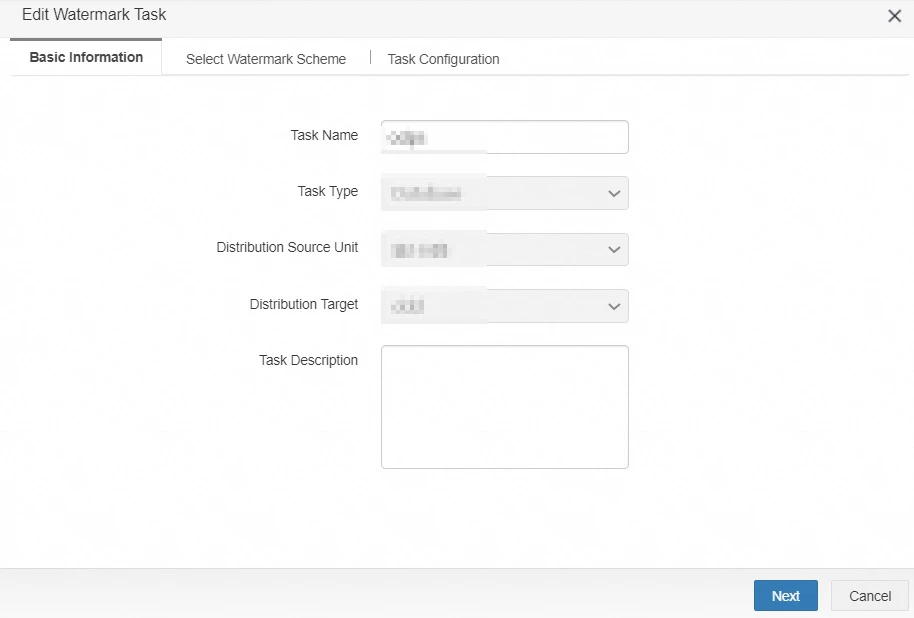 Edit Watermark Task
Basic Information
Select Watermark Scheme
Task Configuration
Task Name
Task Type
Distribution Source Unit
Distribution Target
Task Description
Next
Cancel